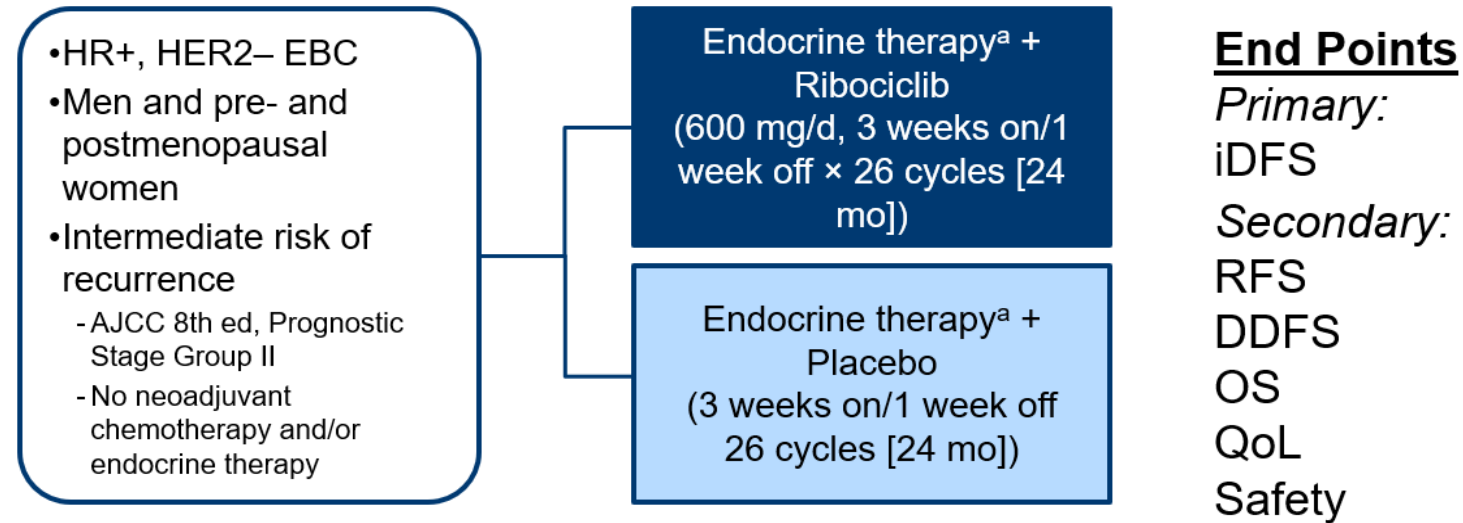 •HR+, HER2– EBC
•Men and pre- and
postmenopausal
women
•Intermediate risk of
recurrence
- AJCC 8th ed, Prognostic
Stage Group II
- No neoadjuvant
chemotherapy and/or
endocrine therapy
Endocrine therapyᵃ +
Ribociclib
(600 mg/d, 3 weeks on/1
week off × 26 cycles [24
mo])
Endocrine therapyᵃ +
Placebo
(3 weeks on/1 week off
26 cycles [24 mo])
End Points
Primary:
iDFS
Secondary:
RFS
DDFS
OS
QoL
Safety